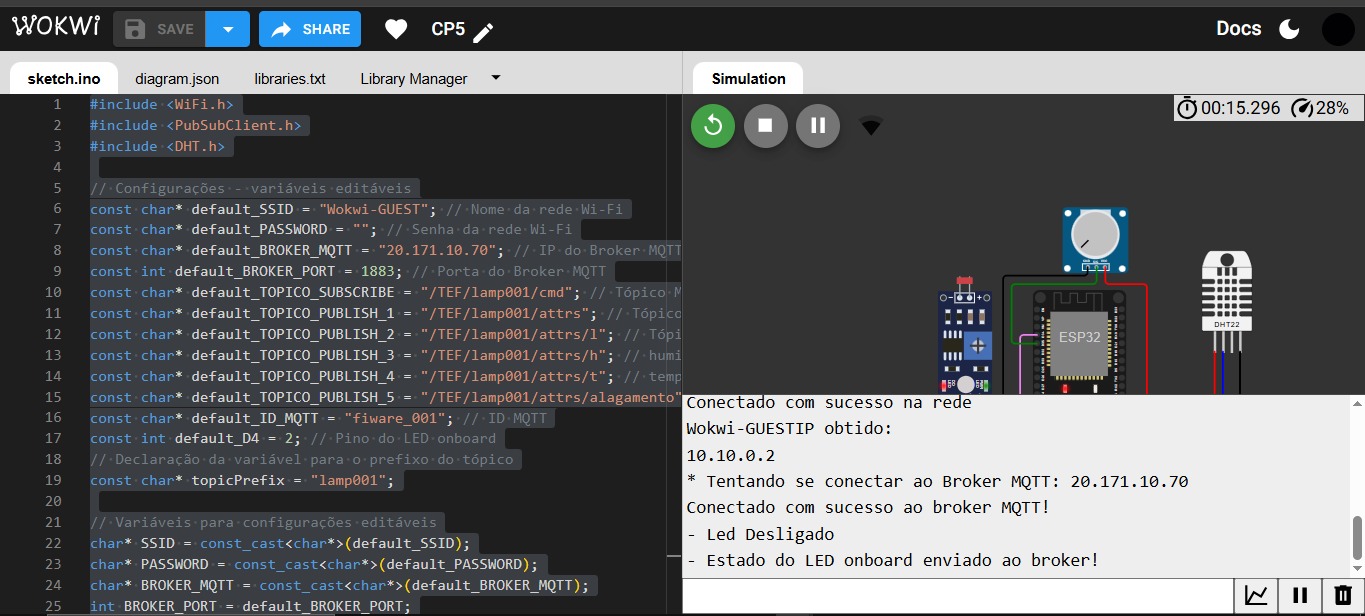 WOKWI SAVE SHARE CP5 Docs
sketch.ino diagram.json libraries.txt Library Manager
1 #include <WiFi.h>
2 #include <PubSubClient.h>
3 #include <DHT.h>
4
5 // Configurações - variáveis editáveis
6 const char* default_SSID = "Wokwi-GUEST"; // Nome da rede Wi-Fi
7 const char* default_PASSWORD = ""; // Senha da rede Wi-Fi
8 const char* default_BROKER_MQTT = "20.171.10.70"; // IP do Broker MQTT
9 const int default_BROKER_PORT = 1883; // Porta do Broker MQTT
10 const char* default_TOPICO_SUBSCRIBE = "/TEF/lamp001/cmd"; // Tópico M
11 const char* default_TOPICO_PUBLISH_1 = "/TEF/lamp001/attrs"; // Tópico
12 const char* default_TOPICO_PUBLISH_2 = "/TEF/lamp001/attrs/l"; // Tópi
13 const char* default_TOPICO_PUBLISH_3 = "/TEF/lamp001/attrs/h"; // humi
14 const char* default_TOPICO_PUBLISH_4 = "/TEF/lamp001/attrs/t"; // temp
15 const char* default_TOPICO_PUBLISH_5 = "/TEF/lamp001/attrs/alagamento"
16 const char* default_ID_MQTT = "fiware_001"; // ID MQTT
17 const int default_D4 = 2; // Pino do LED onboard
18 // Declaração da variável para o prefixo do tópico
19 const char* topicPrefix = "lamp001";
20
21 // Variáveis para configurações editáveis
22 char* SSID = const_cast<char*>(default_SSID);
23 char* PASSWORD = const_cast<char*>(default_PASSWORD);
24 char* BROKER_MQTT = const_cast<char*>(default_BROKER_MQTT);
25 int BROKER_PORT = default_BROKER_PORT;
Simulation
00:15.296 28%
ESP32
DHT22
Conectado com sucesso na rede
Wokwi-GUESTIP obtido:
10.10.0.2
* Tentando se conectar ao Broker MQTT: 20.171.10.70
Conectado com sucesso ao broker MQTT!
- Led Desligado
- Estado do LED onboard enviado ao broker!